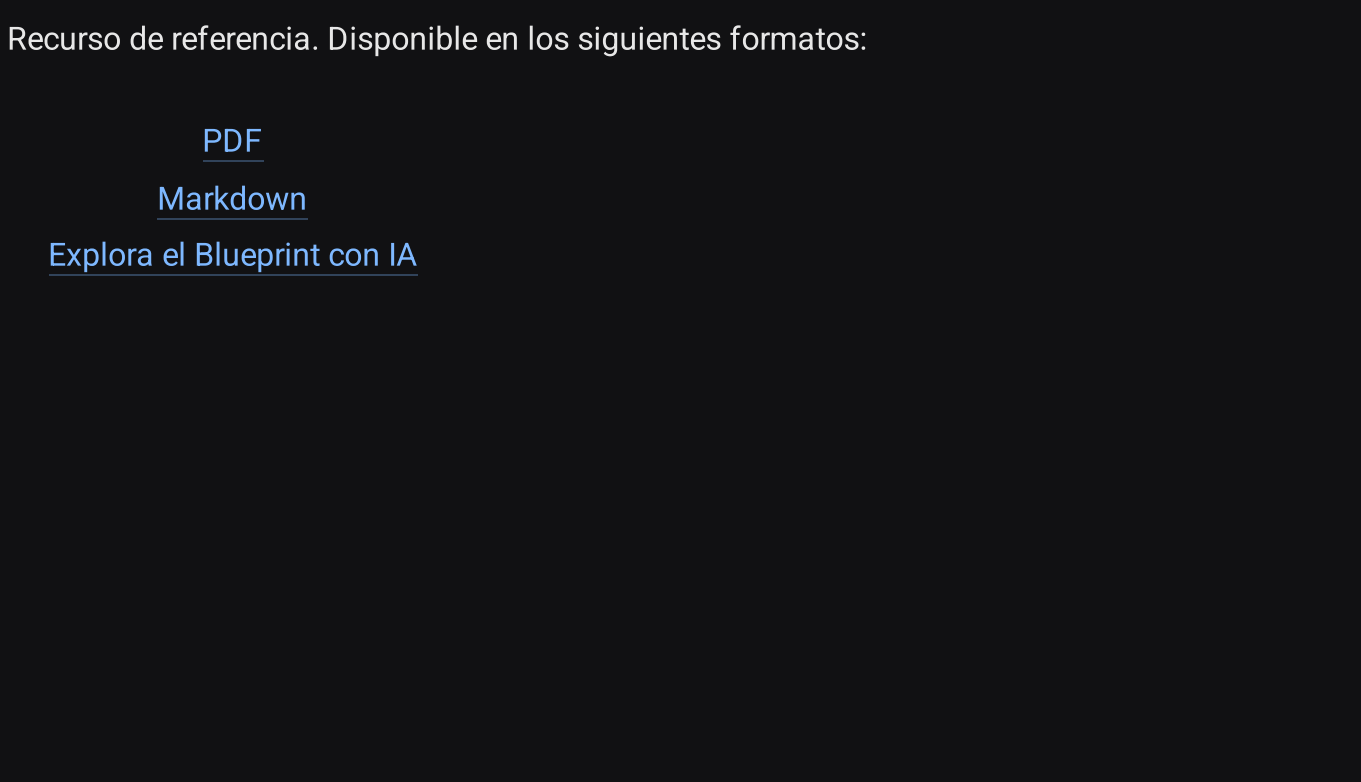 Recurso de referencia. Disponible en los siguientes formatos:
PDF
Markdown
Explora el Blueprint con IA